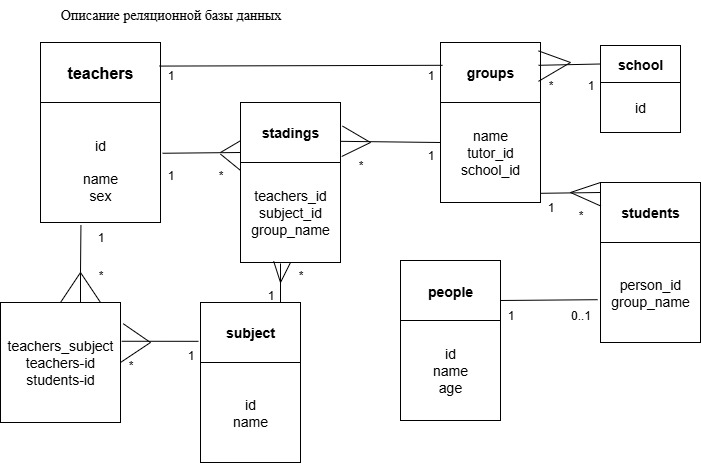 Описание реляционной базы данных
teachers
id
name
sex
1
1
groups
name
tutor_id
school_id
*
1
school
id
stadings
teachers_id
subject_id
group_name
1
*
*
1
1
*
students
person_id
group_name
1
*
*
1
people
id
name
age
1
0..1
teachers_subject
teachers-id
students-id
*
1
subject
id
name